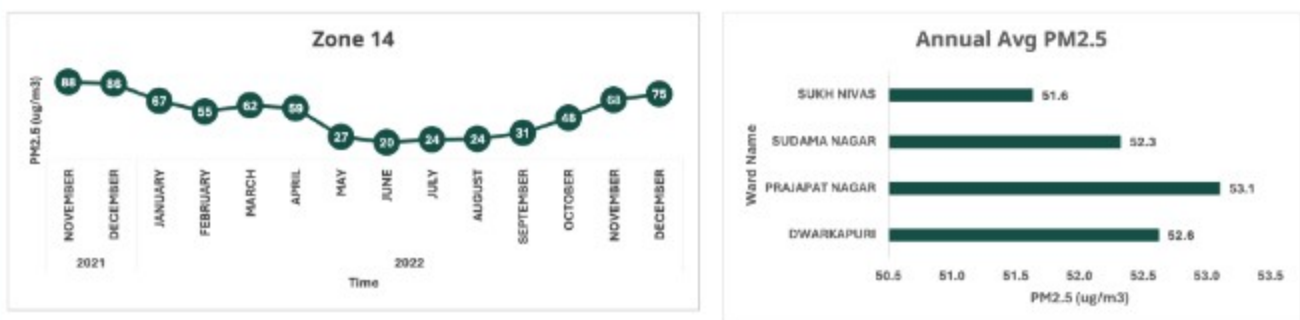 Zone 14
PM2.5 (ug/m3)
88 86 67 55 62 59 27 20 24 24 31 48 68 75
NOVEMBER DECEMBER JANUARY FEBRUARY MARCH APRIL MAY JUNE JULY AUGUST SEPTEMBER OCTOBER NOVEMBER DECEMBER
2021 2022
Time
Annual Avg PM2.5
Ward Name
SUKH NIVAS 51.6
SUDAMA NAGAR 52.3
PRAJAPAT NAGAR 53.1
DWARKAPURI 52.6
50.5 51.0 51.5 52.0 52.5 53.0 53.5
PM2.5 (ug/m3)